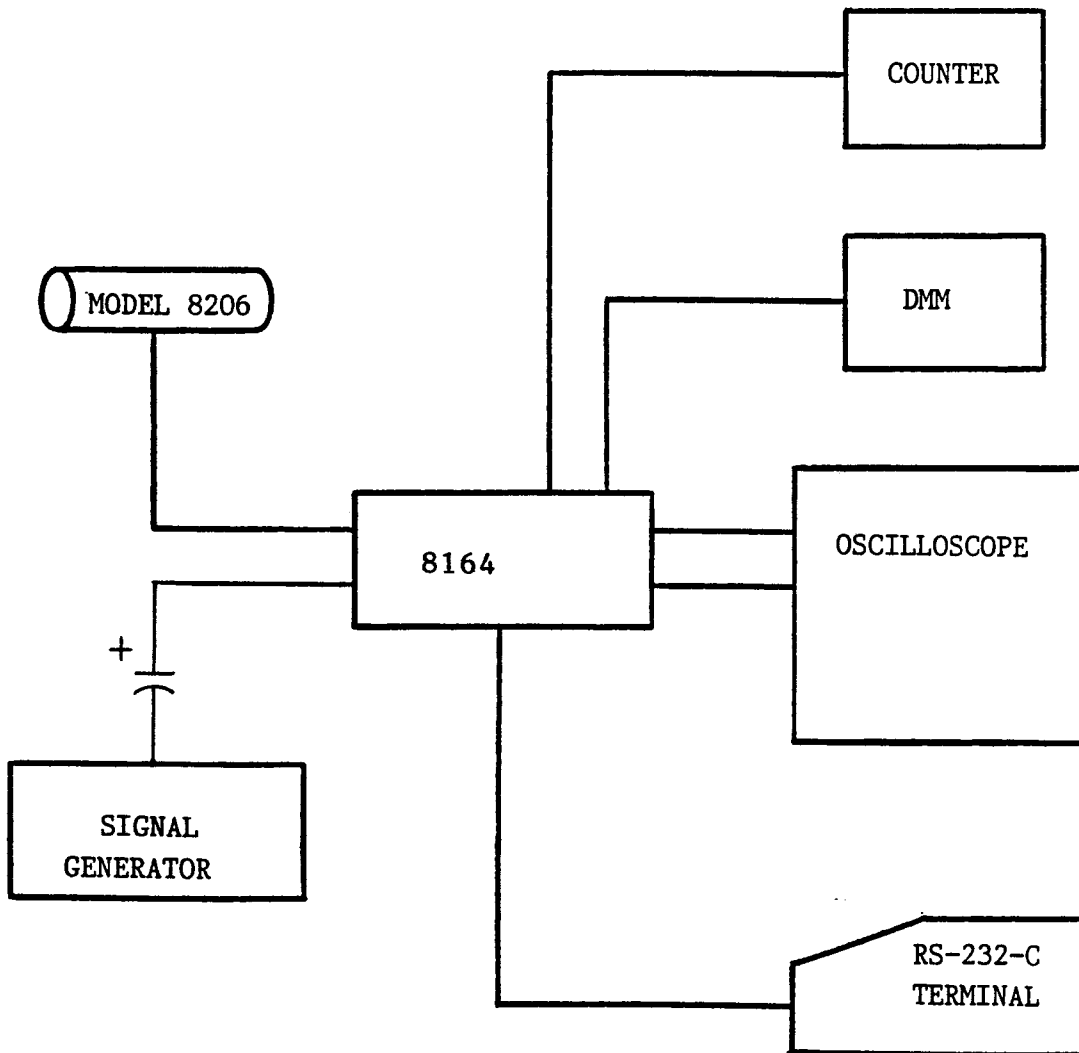 COUNTER
DMM
MODEL 8206
8164
OSCILLOSCOPE
+
SIGNAL
GENERATOR
RS-232-C
TERMINAL